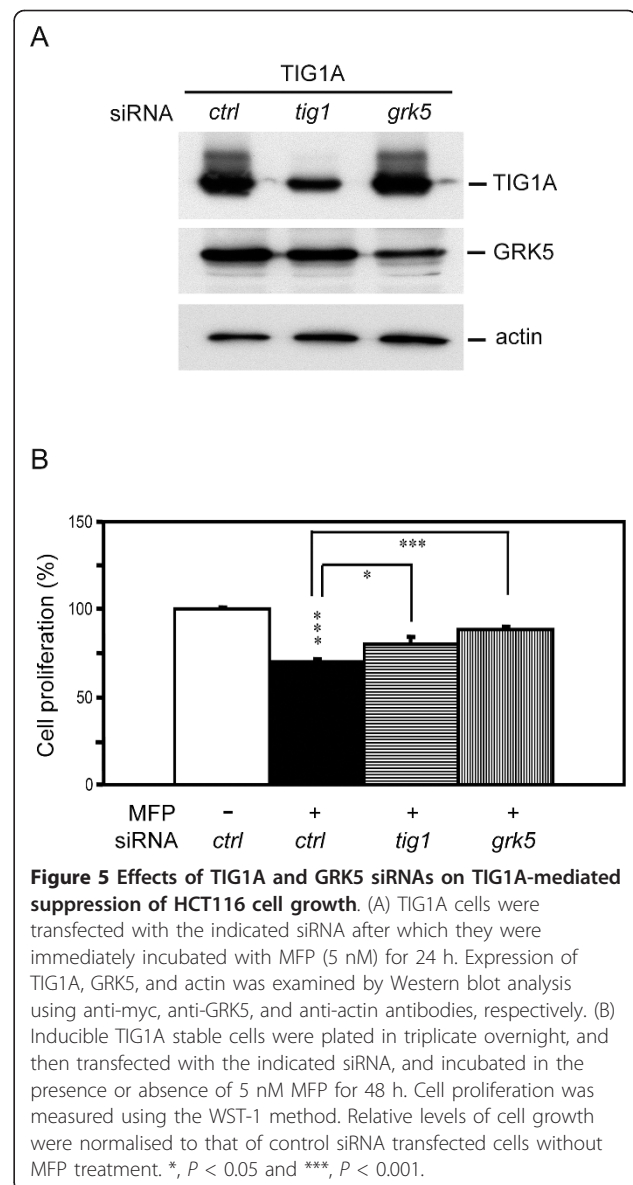 A
TIG1A
siRNA ctrl tig1 grk5
TIG1A
GRK5
actin
B
Cell proliferation (%)
150
100
50
0
***
*
***
MFP − + + +
siRNA ctrl ctrl tig1 grk5
Figure 5 Effects of TIG1A and GRK5 siRNAs on TIG1A-mediated
suppression of HCT116 cell growth. (A) TIG1A cells were
transfected with the indicated siRNA after which they were
immediately incubated with MFP (5 nM) for 24 h. Expression of
TIG1A, GRK5, and actin was examined by Western blot analysis
using anti-myc, anti-GRK5, and anti-actin antibodies, respectively. (B)
Inducible TIG1A stable cells were plated in triplicate overnight, and
then transfected with the indicated siRNA, and incubated in the
presence or absence of 5 nM MFP for 48 h. Cell proliferation was
measured using the WST-1 method. Relative levels of cell growth
were normalised to that of control siRNA transfected cells without
MFP treatment. *, P < 0.05 and ***, P < 0.001.